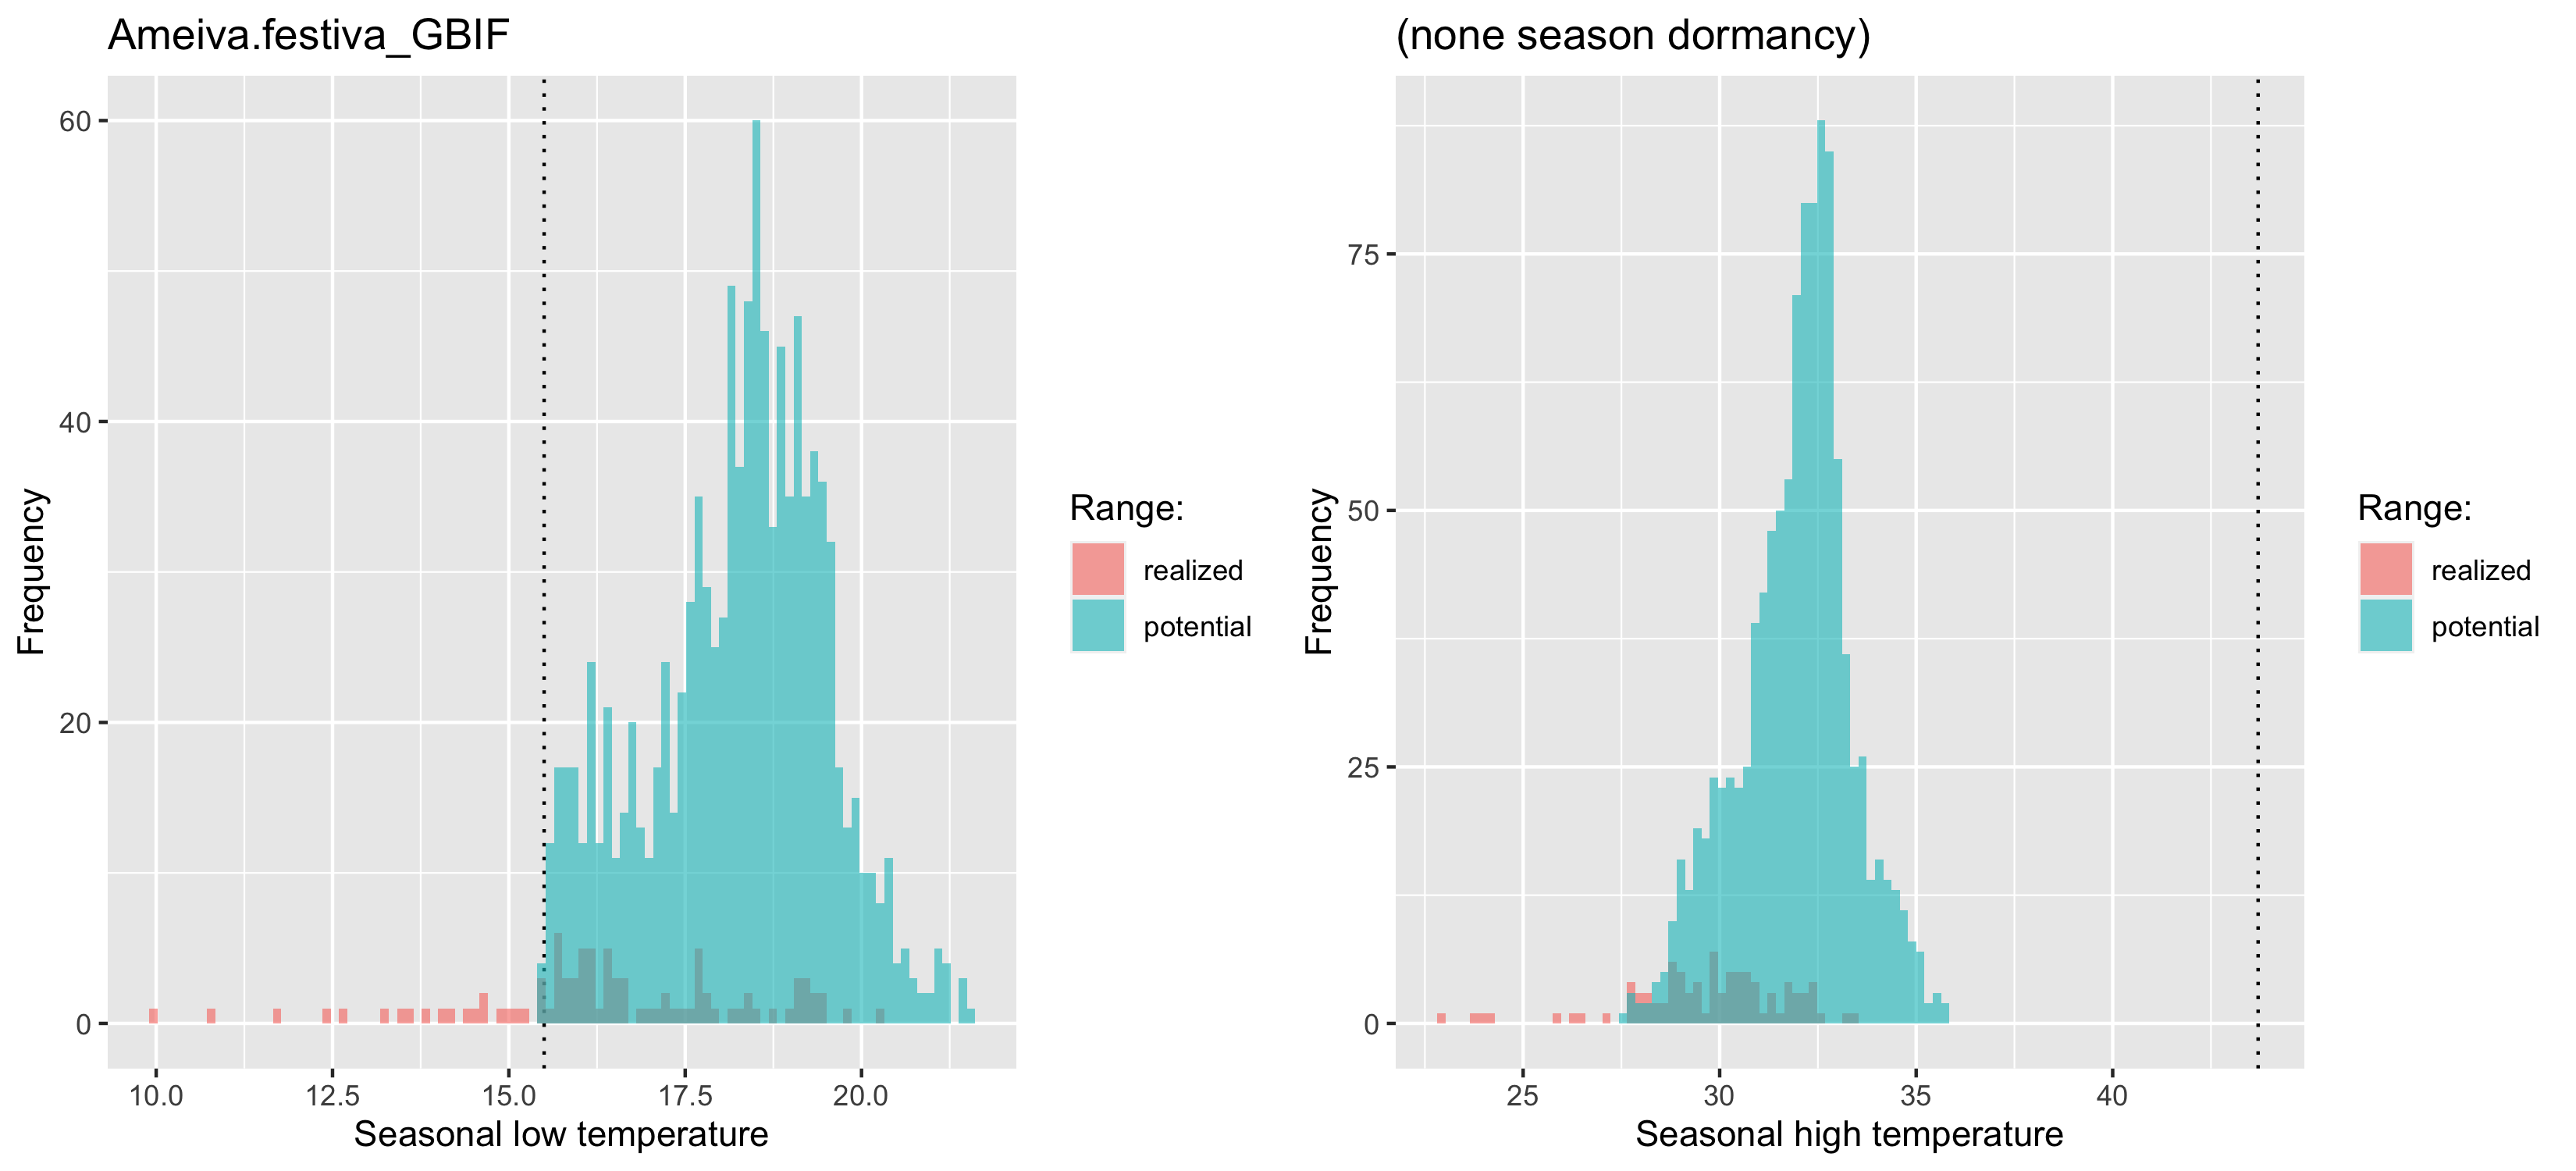 Ameiva.festiva_GBIF
60
40
20
0
Frequency
10.0 12.5 15.0 17.5 20.0
Seasonal low temperature
Range:
realized
potential
(none season dormancy)
75
50
25
0
Frequency
25 30 35 40
Seasonal high temperature
Range:
realized
potential